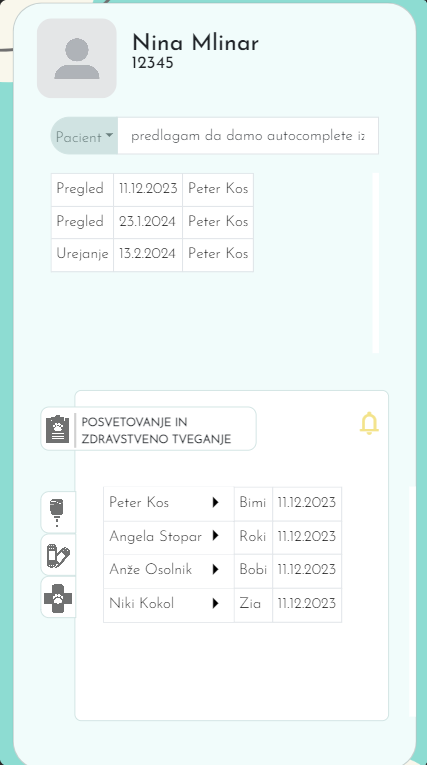 Nina Mlinar
12345
Pacient predlagam da damo autocomplete iz
Pregled 11.12.2023 Peter Kos
Pregled 23.1.2024 Peter Kos
Urejanje 13.2.2024 Peter Kos
POSVETOVANJE IN
ZDRAVSTVENO TVEGANJE
Peter Kos Bimi 11.12.2023
Angela Stopar Roki 11.12.2023
Anže Osolnik Bobi 11.12.2023
Niki Kokol Zia 11.12.2023